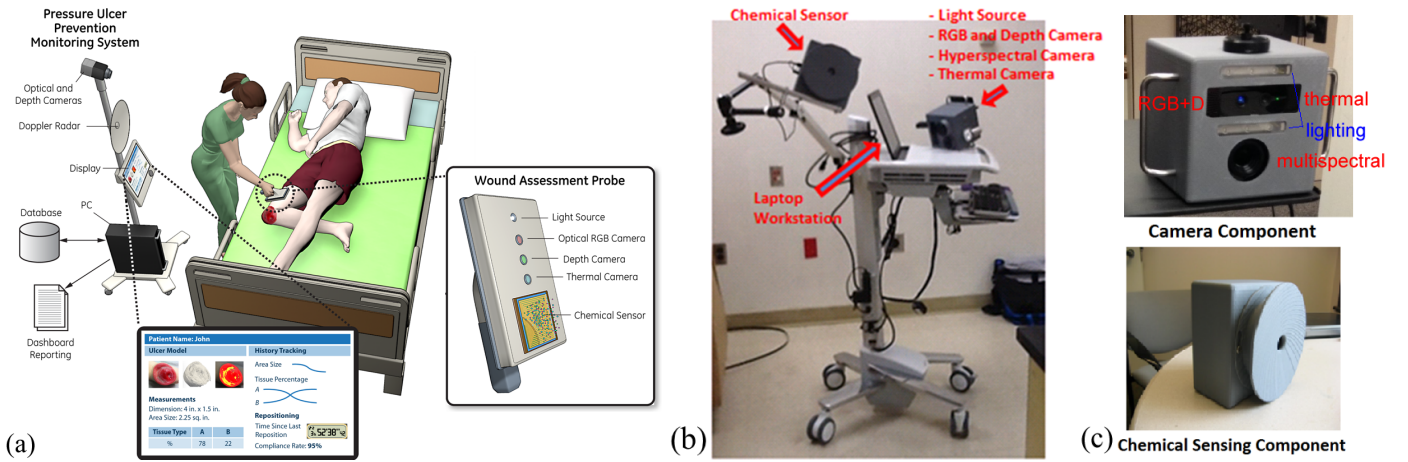 Pressure Ulcer
Prevention
Monitoring System
Optical and
Depth Cameras
Doppler Radar
Display
PC
Database
Dashboard
Reporting
Wound Assessment Probe
Light Source
Optical RGB Camera
Depth Camera
Thermal Camera
Chemical Sensor
Patient Name: John
Ulcer Model
Measurements
Dimension: 4 in. x 1.5 in.
Area Size: 2.25 sq. in.
Tissue Type A B
% 78 22
History Tracking
Area Size
Tissue Percentage
A
B
Repositioning
Time Since Last
Reposition
52'38"
Compliance Rate: 95%
(a)
Chemical Sensor
- Light Source
- RGB and Depth Camera
- Hyperspectral Camera
- Thermal Camera
Laptop
Workstation
(b)
RGB+D
thermal
lighting
multispectral
Camera Component
Chemical Sensing Component
(c)